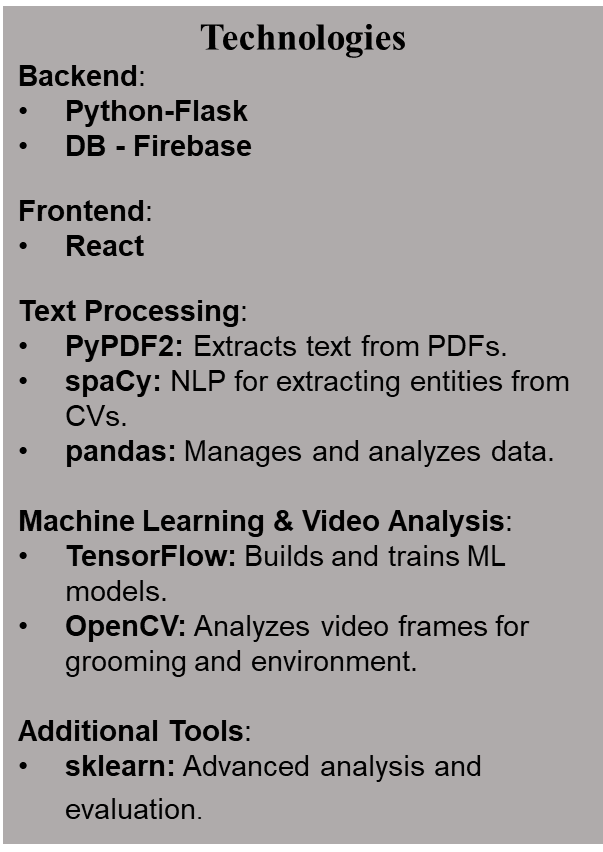 Technologies
Backend:
• Python-Flask
• DB - Firebase
Frontend:
• React
Text Processing:
• PyPDF2: Extracts text from PDFs.
• spaCy: NLP for extracting entities from
CVs.
• pandas: Manages and analyzes data.
Machine Learning & Video Analysis:
• TensorFlow: Builds and trains ML
models.
• OpenCV: Analyzes video frames for
grooming and environment.
Additional Tools:
• sklearn: Advanced analysis and
evaluation.